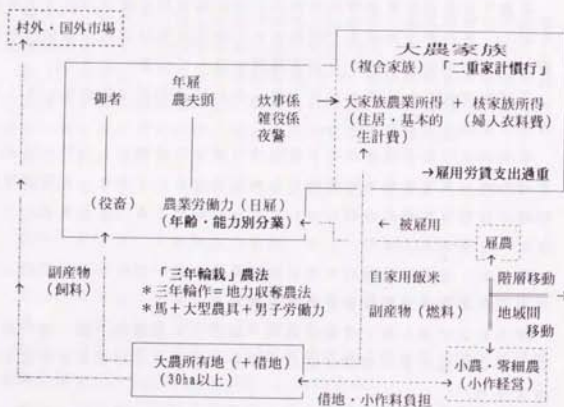 村外・国外市場
大農家族
(複合家族)「二重家計慣行」
年雇
御者 農夫頭 炊事係
雑役係
夜警
大家族農業所得 + 核家族所得
(住居・基本的 (婦人衣料費)
生計費)
→雇用労賃支出過重
(役畜) 農業労働力(日雇)
(年齢・能力別分業)
被雇用
雇農
副産物
(飼料)
「三年輪栽」農法
*三年輪作=地力収奪農法
*馬+大型農具+男子労働力
自家用飯米
副産物(燃料)
階層移動
地域間
移動
大農所有地(+借地)
(30ha以上)
小農・零細農
(小作経営)
借地・小作料負担